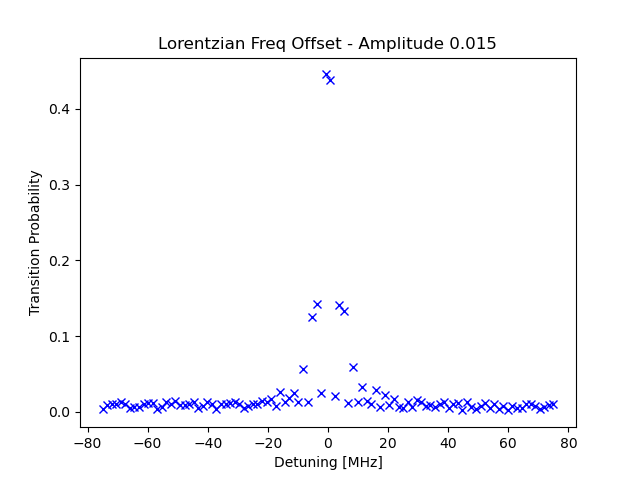 Lorentzian Freq Offset - Amplitude 0.015
Transition Probability
0.4
0.3
0.2
0.1
0.0
−80 −60 −40 −20 0 20 40 60 80
Detuning [MHz]